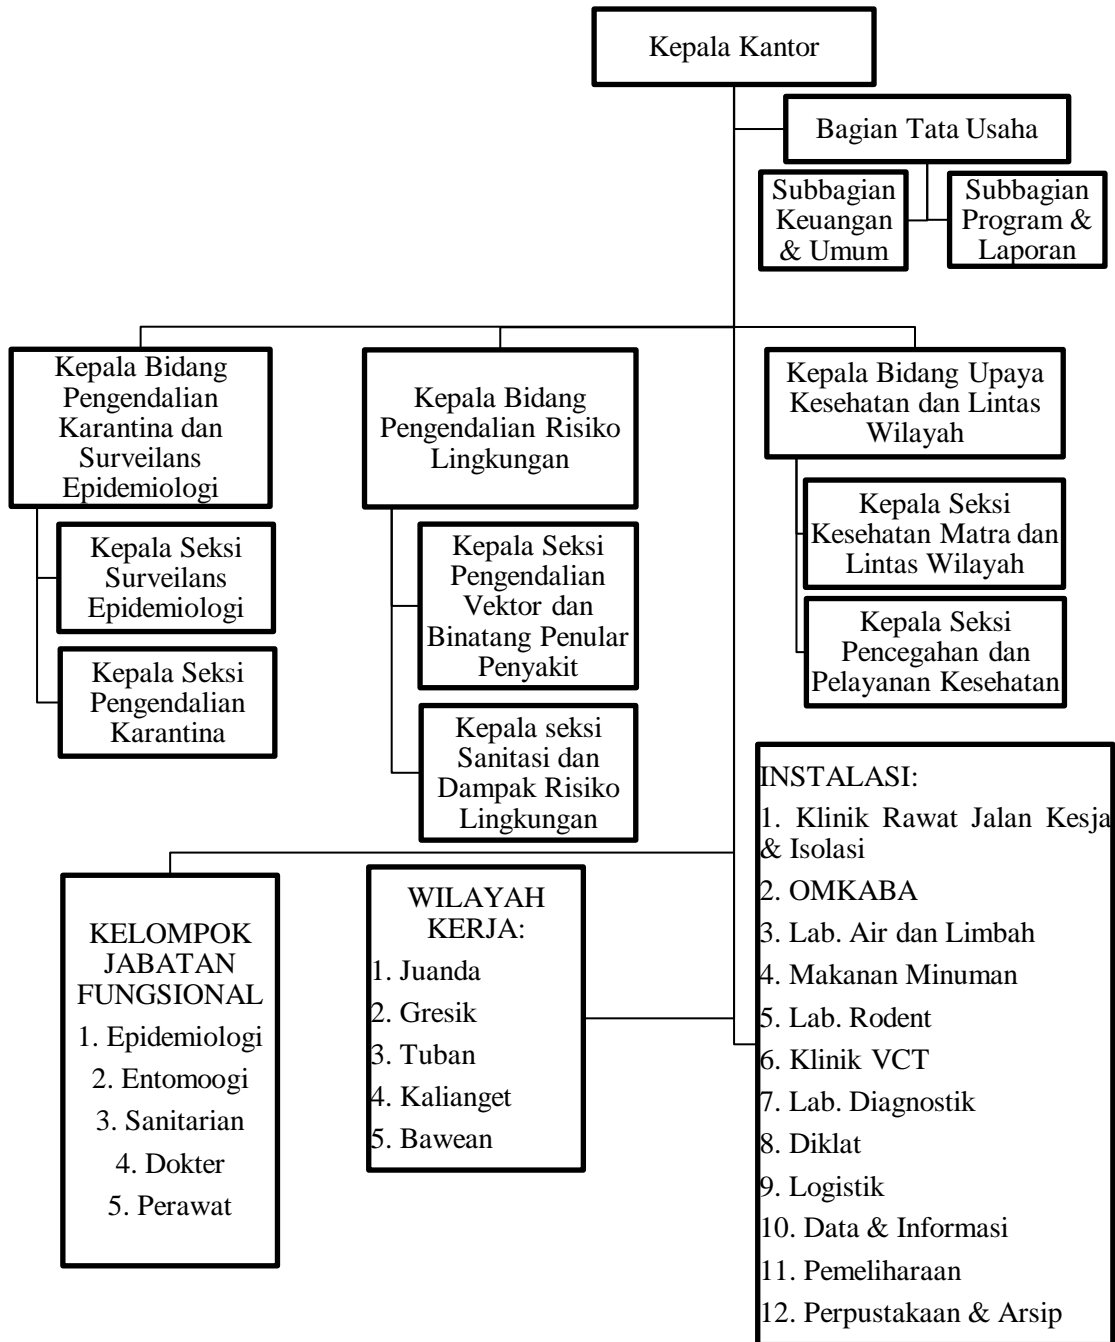 Kepala Kantor
Bagian Tata Usaha
Subbagian
Keuangan
& Umum
Subbagian
Program &
Laporan
Kepala Bidang
Pengendalian
Karantina dan
Surveilans
Epidemiologi
Kepala Bidang
Pengendalian Risiko
Lingkungan
Kepala Bidang Upaya
Kesehatan dan Lintas
Wilayah
Kepala Seksi
Surveilans
Epidemiologi
Kepala Seksi
Pengendalian
Karantina
Kepala Seksi
Pengendalian
Vektor dan
Binatang Penular
Penyakit
Kepala seksi
Sanitasi dan
Dampak Risiko
Lingkungan
Kepala Seksi
Kesehatan Matra dan
Lintas Wilayah
Kepala Seksi
Pencegahan dan
Pelayanan Kesehatan
KELOMPOK
JABATAN
FUNGSIONAL
1. Epidemiologi
2. Entomoogi
3. Sanitarian
4. Dokter
5. Perawat
WILAYAH
KERJA:
1. Juanda
2. Gresik
3. Tuban
4. Kalianget
5. Bawean
INSTALASI:
1. Klinik Rawat Jalan Kesja
& Isolasi
2. OMKABA
3. Lab. Air dan Limbah
4. Makanan Minuman
5. Lab. Rodent
6. Klinik VCT
7. Lab. Diagnostik
8. Diklat
9. Logistik
10. Data & Informasi
11. Pemeliharaan
12. Perpustakaan & Arsip